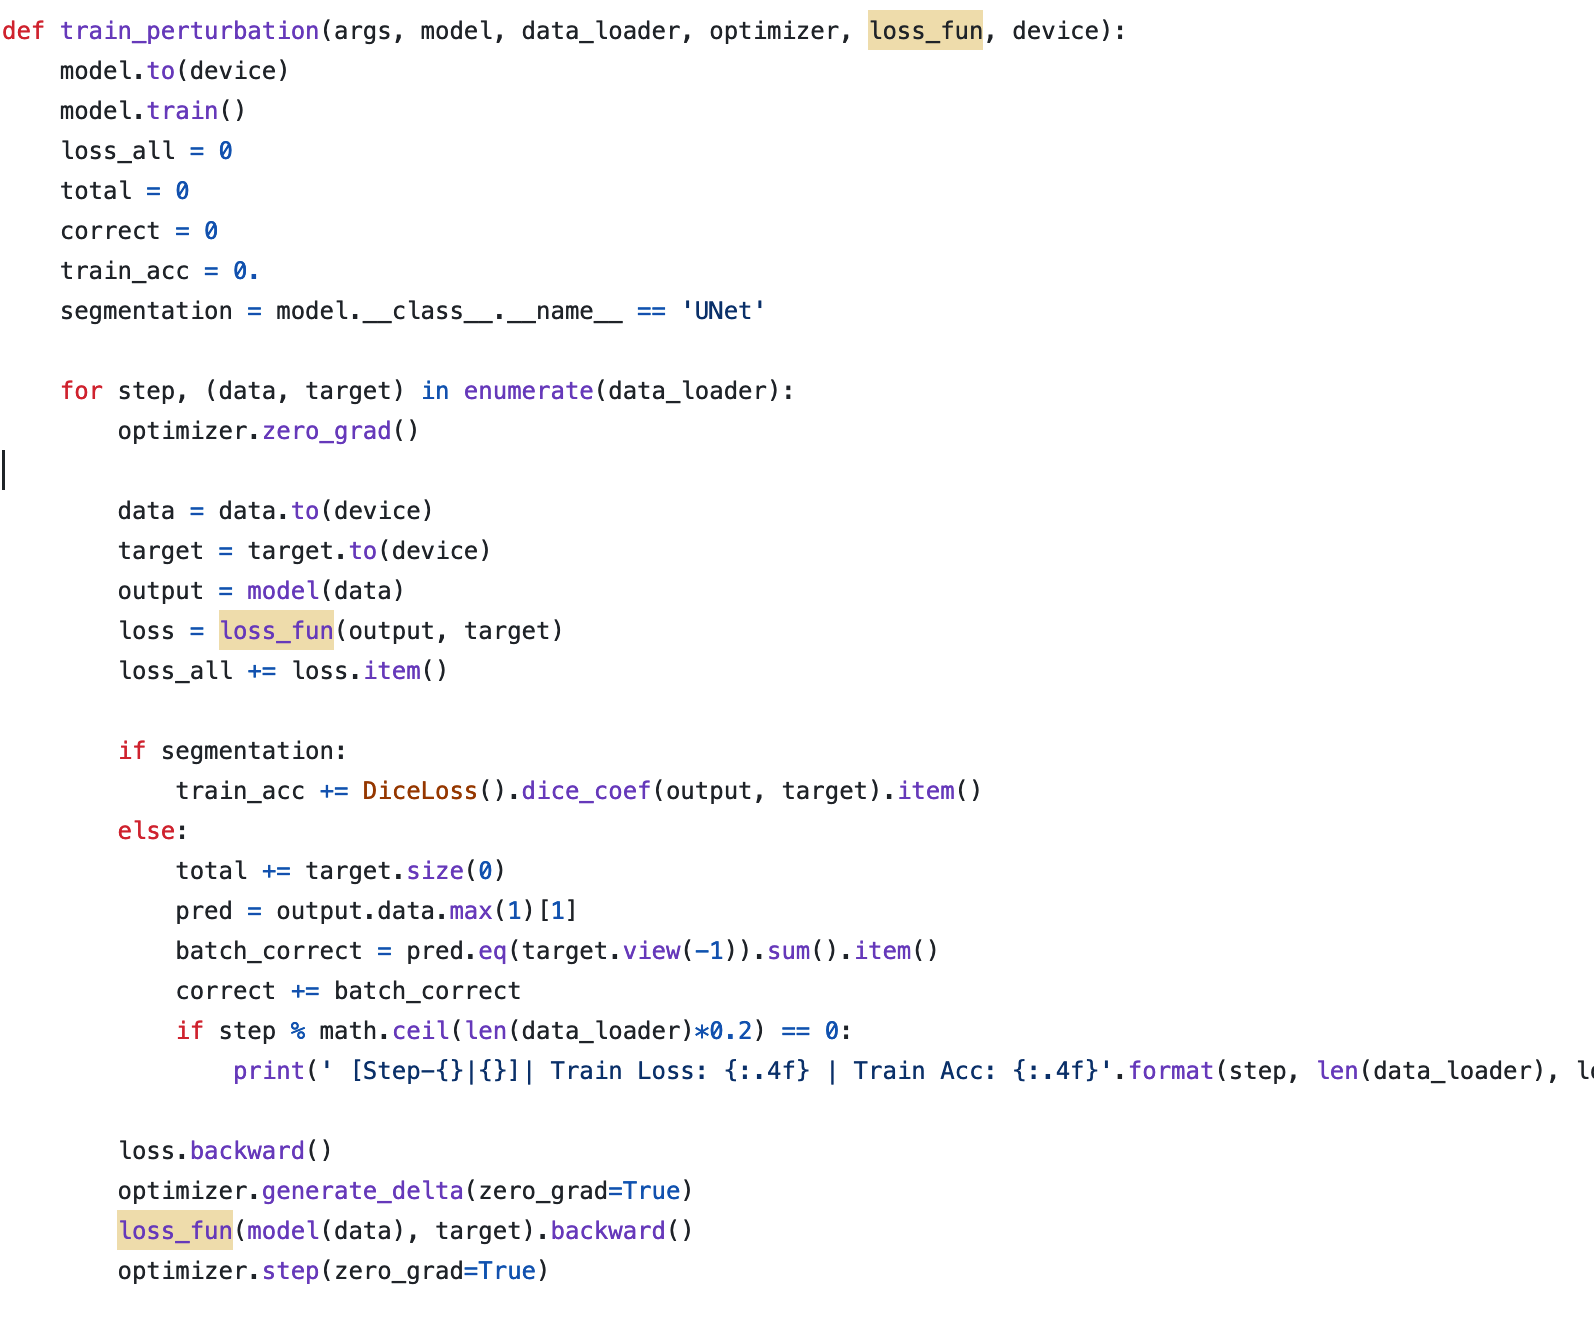 def train_perturbation(args, model, data_loader, optimizer, loss_fun, device):
    model.to(device)
    model.train()
    loss_all = 0
    total = 0
    correct = 0
    train_acc = 0.
    segmentation = model.__class__.__name__ == 'UNet'
    for step, (data, target) in enumerate(data_loader):
        optimizer.zero_grad()
        data = data.to(device)
        target = target.to(device)
        output = model(data)
        loss = loss_fun(output, target)
        loss_all += loss.item()
        if segmentation:
            train_acc += DiceLoss().dice_coef(output, target).item()
        else:
            total += target.size(0)
            pred = output.data.max(1)[1]
            batch_correct = pred.eq(target.view(-1)).sum().item()
            correct += batch_correct
            if step % math.ceil(len(data_loader)*0.2) == 0:
                print(' [Step-{}|{}]| Train Loss: {:.4f} | Train Acc: {:.4f}'.format(step, len(data_loader),
        loss.backward()
        optimizer.generate_delta(zero_grad=True)
        loss_fun(model(data), target).backward()
        optimizer.step(zero_grad=True)